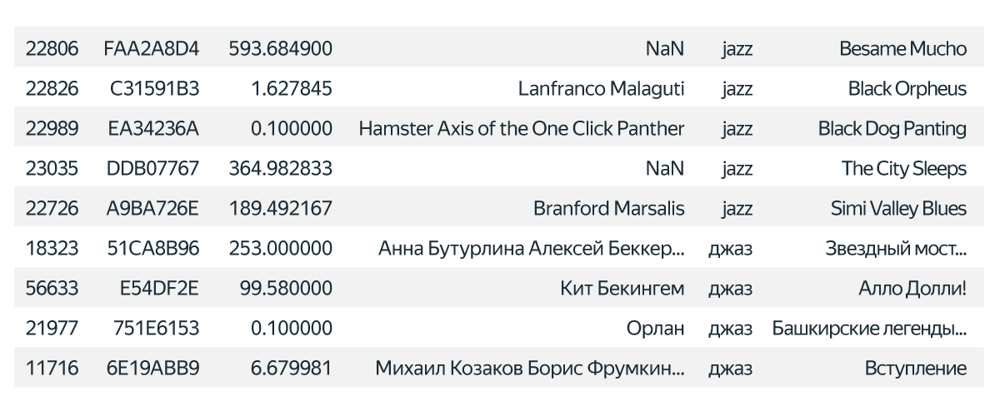 22806 FAA2A8D4 593.684900 NaN jazz Besame Mucho
22826 C31591B3 1.627845 Lanfranco Malaguti jazz Black Orpheus
22989 EA34236A 0.100000 Hamster Axis of the One Click Panther jazz Black Dog Panting
23035 DDB07767 364.982833 NaN jazz The City Sleeps
22726 A9BA726E 189.492167 Branford Marsalis jazz Simi Valley Blues
18323 51CA8B96 253.000000 Анна Бутурлина Алексей Беккер... джаз Звездный мост...
56633 E54DF2E 99.580000 Кит Бекингем джаз Алло Долли!
21977 751E6153 0.100000 Орлан джаз Башкирские легенды...
11716 6E19ABB9 6.679981 Михаил Козаков Борис Фрумкин... джаз Вступление